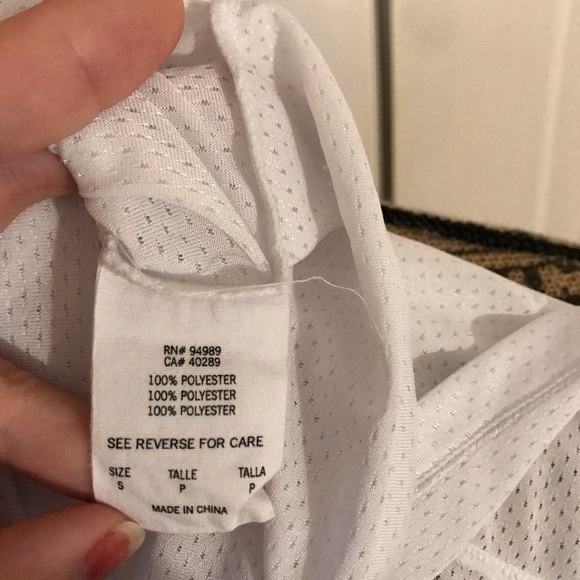 RN# 94989
CA# 40289
100% POLYESTER
100% POLYESTER
100% POLYESTER
SEE REVERSE FOR CARE
SIZE TALLE TALLA
S P P
MADE IN CHINA